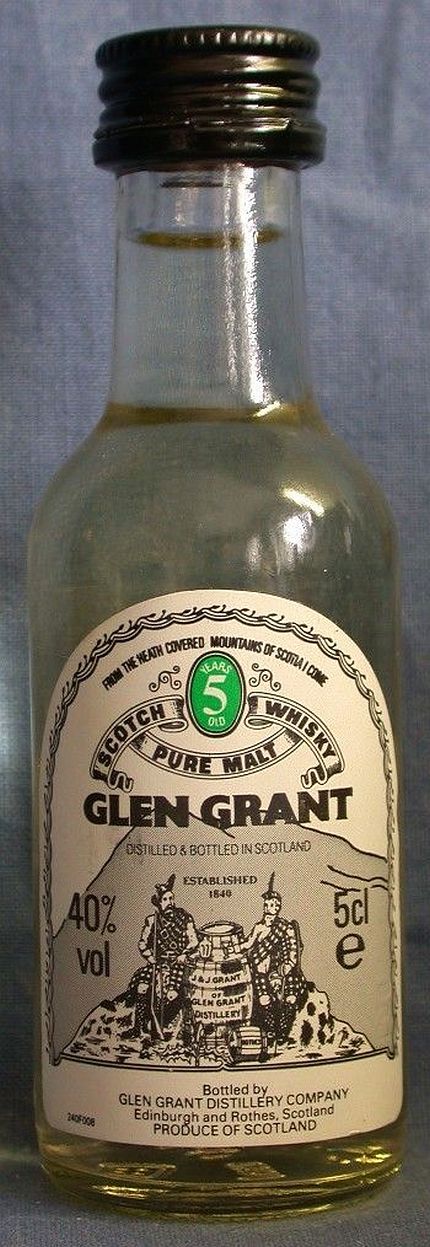 FROM THE HEATH COVERED MOUNTAINS OF SCOTIA I COME
YEARS
5
OLD
SCOTCH WHISKY
PURE MALT
GLEN GRANT
DISTILLED & BOTTLED IN SCOTLAND
ESTABLISHED
1840
40%
vol
5cl
e
J & J GRANT
OF
GLEN GRANT
DISTILLERY
Bottled by
GLEN GRANT DISTILLERY COMPANY
Edinburgh and Rothes, Scotland
PRODUCE OF SCOTLAND
240F008